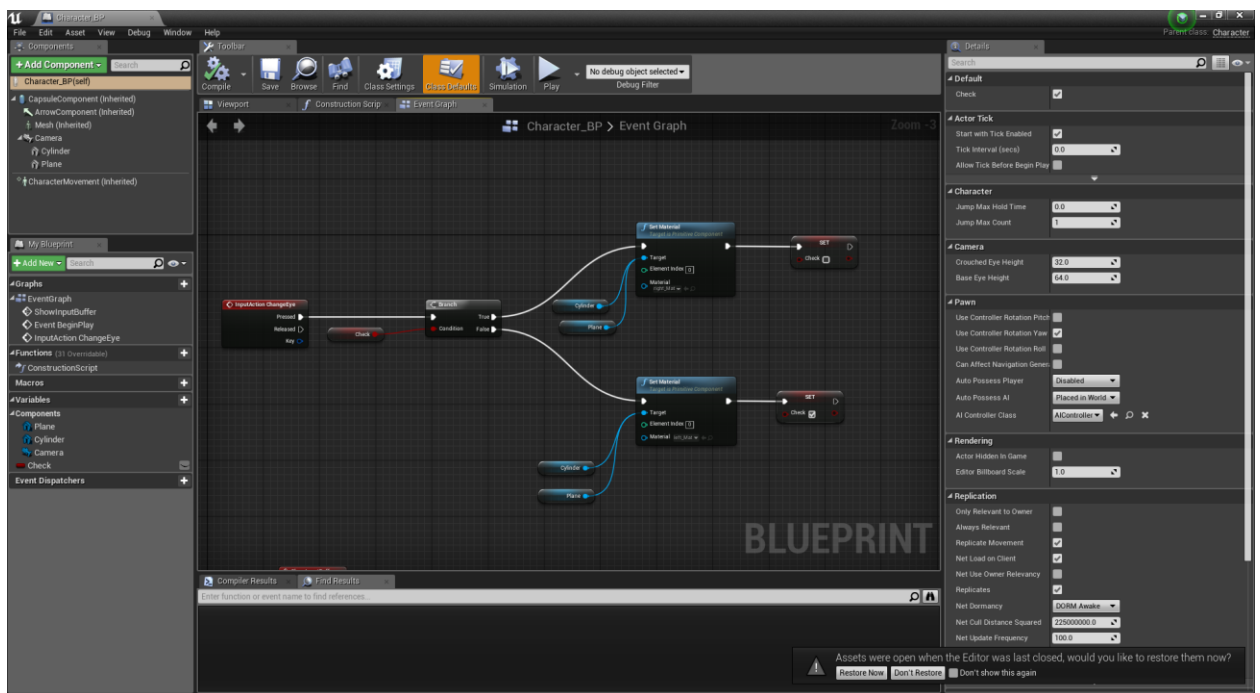 Character_BP
File Edit Asset View Debug Window Help
Parent class: Character
Components
+Add Component
Search
Character_BP(self)
CapsuleComponent (Inherited)
ArrowComponent (Inherited)
Mesh (Inherited)
Camera
Cylinder
Plane
CharacterMovement (Inherited)
My Blueprint
+Add New
Search
Graphs
EventGraph
ShowInputBuffer
Event BeginPlay
InputAction ChangeEye
Functions (31 Overridable)
ConstructionScript
Macros
Variables
Components
Plane
Cylinder
Camera
Check
Event Dispatchers
Toolbar
Compile Save Browse Find Class Settings Class Defaults Simulation Play
No debug object selected
Debug Filter
Viewport Construction Scrip Event Graph
Character_BP > Event Graph
Zoom -3
InputAction ChangeEye
Pressed
Released
Key
Check
Branch
True
Condition False
Set Material
Target is Primitive Component
Target
Element Index 0
Material
right_Mat
Cylinder
Plane
SET
Check
Set Material
Target is Primitive Component
Target
Element Index 0
Material left_Mat
Cylinder
Plane
SET
Check
BLUEPRINT
Compiler Results Find Results
Enter function or event name to find references...
Details
Search
Default
Check
Actor Tick
Start with Tick Enabled
Tick Interval (secs) 0.0
Allow Tick Before Begin Play
Character
Jump Max Hold Time 0.0
Jump Max Count 1
Camera
Crouched Eye Height 32.0
Base Eye Height 64.0
Pawn
Use Controller Rotation Pitch
Use Controller Rotation Yaw
Use Controller Rotation Roll
Can Affect Navigation Gener
Auto Possess Player Disabled
Auto Possess AI Placed in World
AI Controller Class AIController
Rendering
Actor Hidden In Game
Editor Billboard Scale 1.0
Replication
Only Relevant to Owner
Always Relevant
Replicate Movement
Net Load on Client
Net Use Owner Relevancy
Replicates
Net Dormancy DORM Awake
Net Cull Distance Squared 225000000.0
Net Update Frequency 100.0
Assets were open when the Editor was last closed, would you like to restore them now?
Restore Now Don't Restore Don't show this again